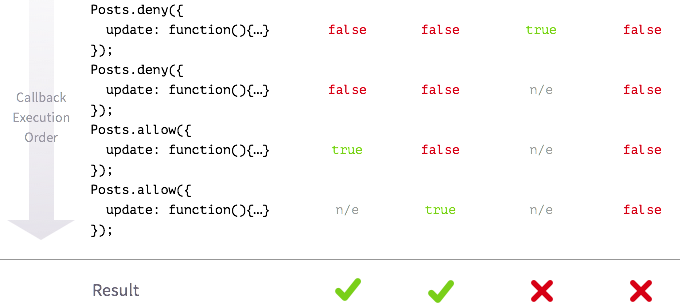 Posts.deny({
update: function(){…} false false true false
});
Posts.deny({
update: function(){…} false false n/e false
});
Callback
Execution
Order
Posts.allow({
update: function(){…} true false n/e false
});
Posts.allow({
update: function(){…} n/e true n/e false
});
Result